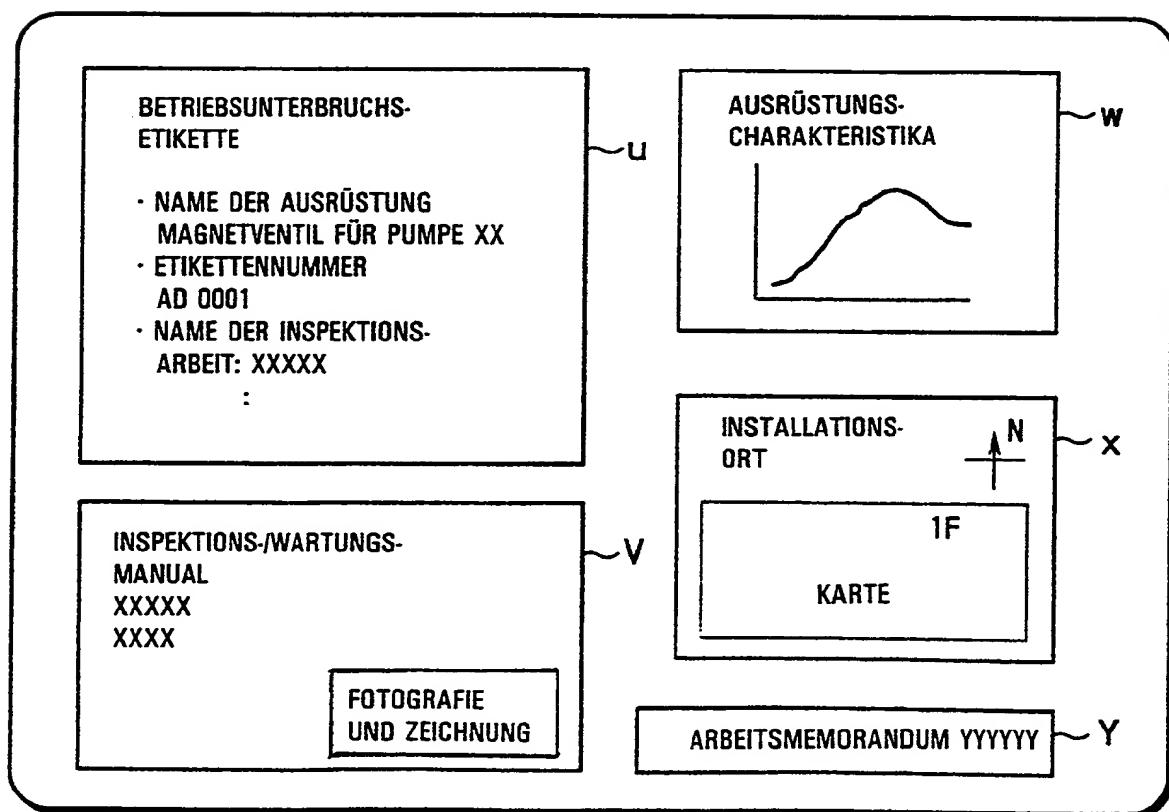 BETRIEBSUNTERBRUCHS-
ETIKETTE
u
· NAME DER AUSRÜSTUNG
MAGNETVENTIL FÜR PUMPE XX
· ETIKETTENNUMMER
AD 0001
· NAME DER INSPEKTIONS-
ARBEIT: XXXXX
:
AUSRÜSTUNGS-
CHARAKTERISTIKA
w
INSPEKTIONS-/WARTUNGS-
MANUAL
XXXXX
XXXX
V
FOTOGRAFIE
UND ZEICHNUNG
INSTALLATIONS-
ORT
N
x
1F
KARTE
ARBEITSMEMORANDUM YYYYYY
Y